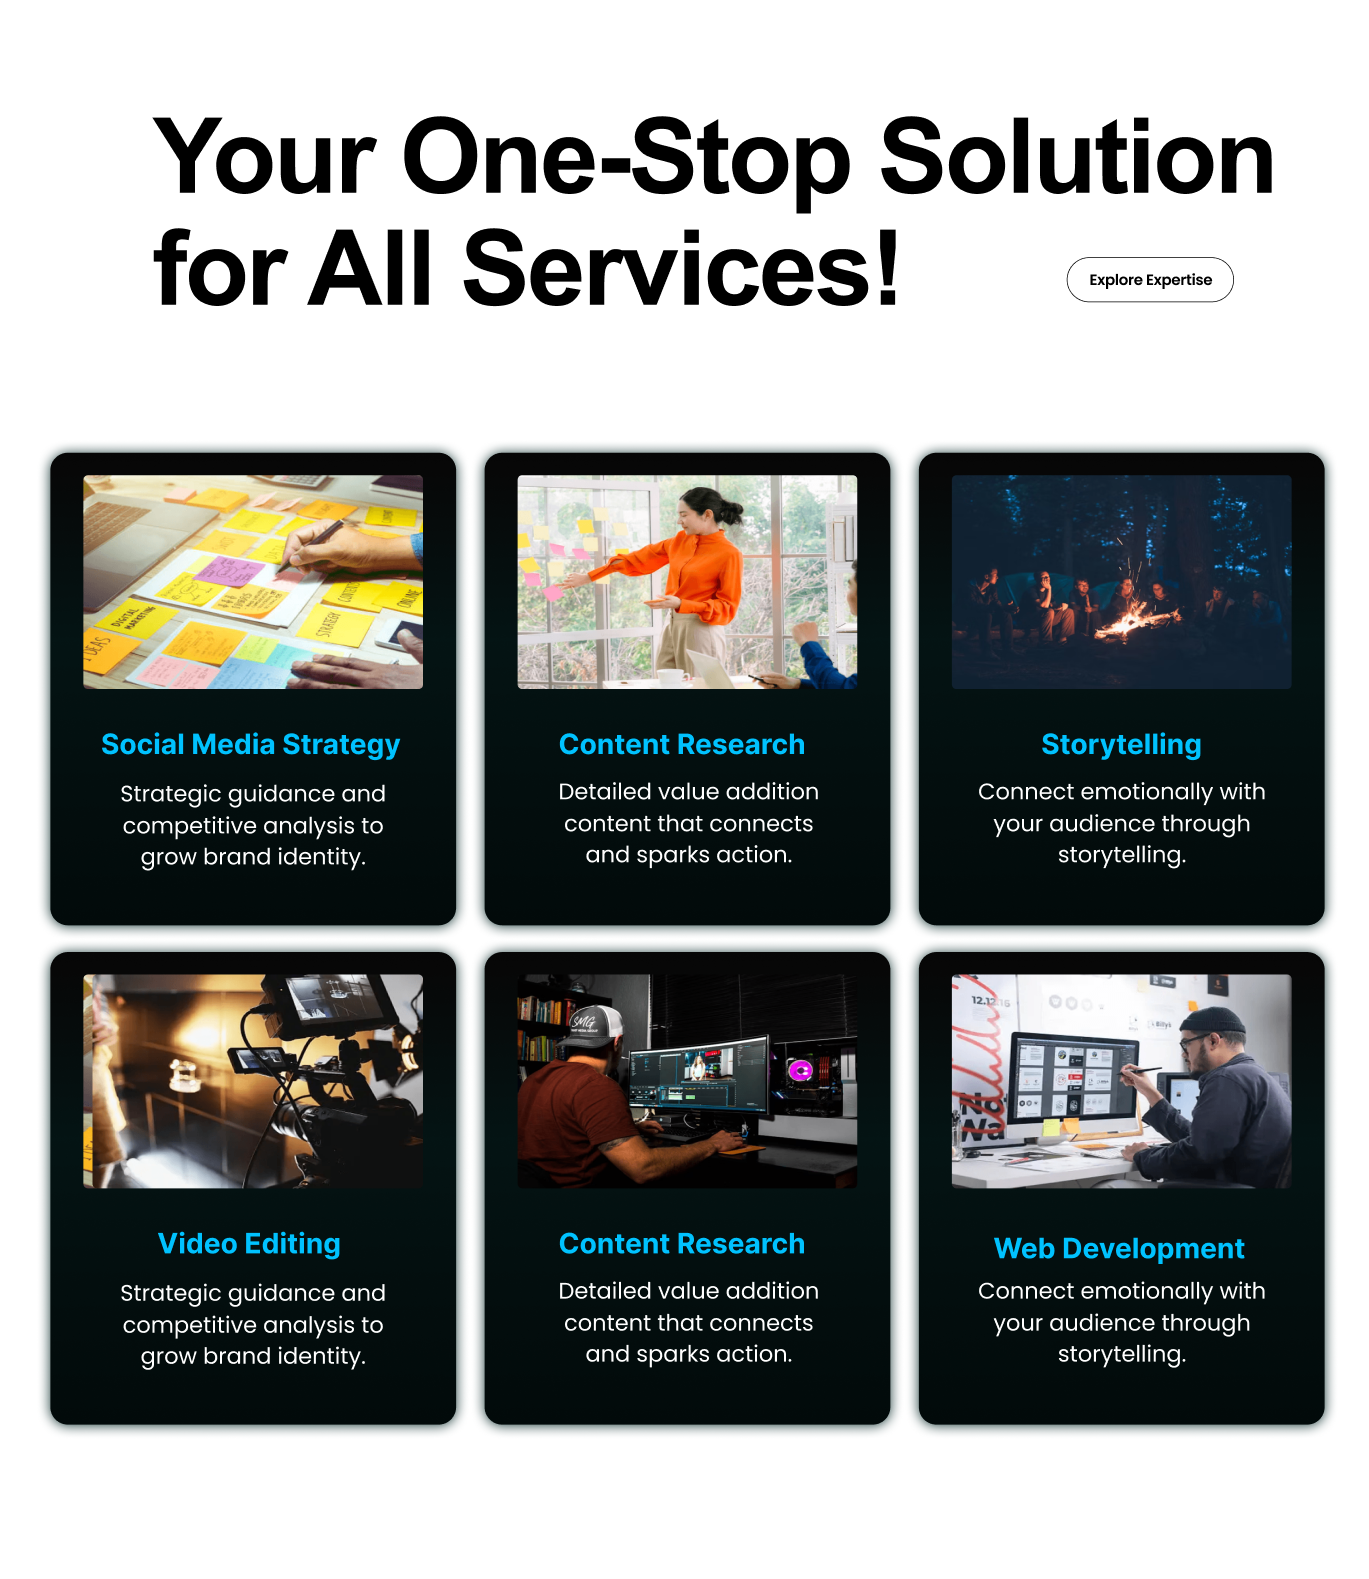 Your One-Stop Solution
for All Services!
Explore Expertise
DIGITAL
MARKETING
IDEAS
STRATEGY
CONTENT
ONLINE
Social Media Strategy
Strategic guidance and
competitive analysis to
grow brand identity.
Content Research
Detailed value addition
content that connects
and sparks action.
Storytelling
Connect emotionally with
your audience through
storytelling.
SMG
12.12.16
Video Editing
Strategic guidance and
competitive analysis to
grow brand identity.
Content Research
Detailed value addition
content that connects
and sparks action.
Web Development
Connect emotionally with
your audience through
storytelling.